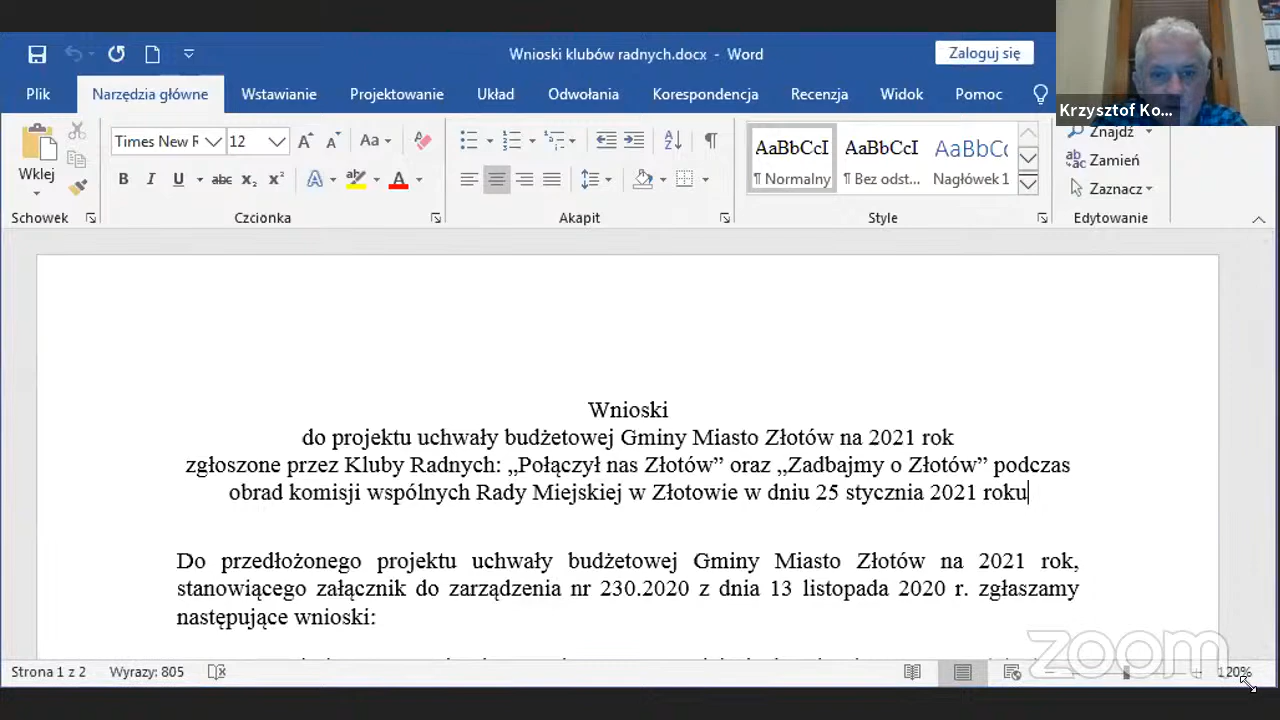 Wnioski klubów radnych.docx - Word
Zaloguj się
Plik
Narzędzia główne
Wstawianie
Projektowanie
Układ
Odwołania
Korespondencja
Recenzja
Widok
Pomoc
Krzysztof Ko...
Wklej
Times New R
12
Aa
B I U abc x₂ x² A A
AaBbCcI
AaBbCcI
AaBbCc
¶ Normalny
¶ Bez odst...
Nagłówek 1
Znajdź
Zamień
Zaznacz
Schowek
Czcionka
Akapit
Style
Edytowanie
Wnioski
do projektu uchwały budżetowej Gminy Miasto Złotów na 2021 rok
zgłoszone przez Kluby Radnych: „Połączył nas Złotów” oraz „Zadbajmy o Złotów” podczas
obrad komisji wspólnych Rady Miejskiej w Złotowie w dniu 25 stycznia 2021 roku
Do przedłożonego projektu uchwały budżetowej Gminy Miasto Złotów na 2021 rok,
stanowiącego załącznik do zarządzenia nr 230.2020 z dnia 13 listopada 2020 r. zgłaszamy
następujące wnioski:
zoom
Strona 1 z 2
Wyrazy: 805
120%